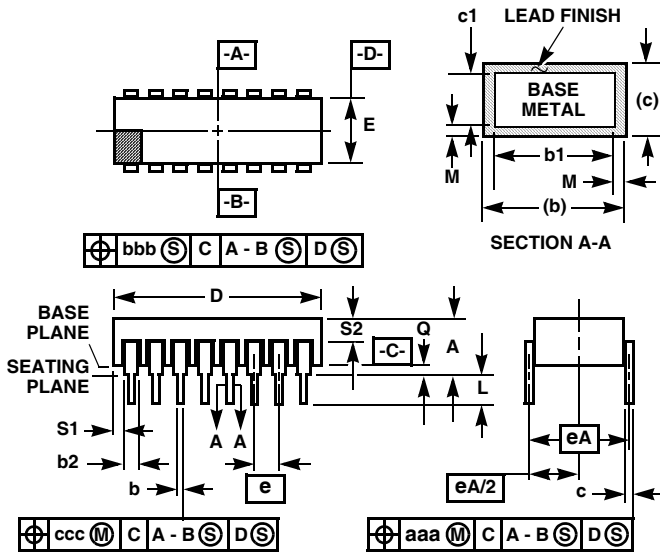 -A-
-D-
E
-B-
c1
LEAD FINISH
BASE
METAL
(c)
b1
M
M
(b)
SECTION A-A
⌖ bbb Ⓢ C A - B Ⓢ D Ⓢ
D
BASE
PLANE
SEATING
PLANE
S2
Q
-C-
A
L
S1
b2
b
A
A
e
eA
eA/2
c
⌖ ccc Ⓜ C A - B Ⓢ D Ⓢ
⌖ aaa Ⓜ C A - B Ⓢ D Ⓢ